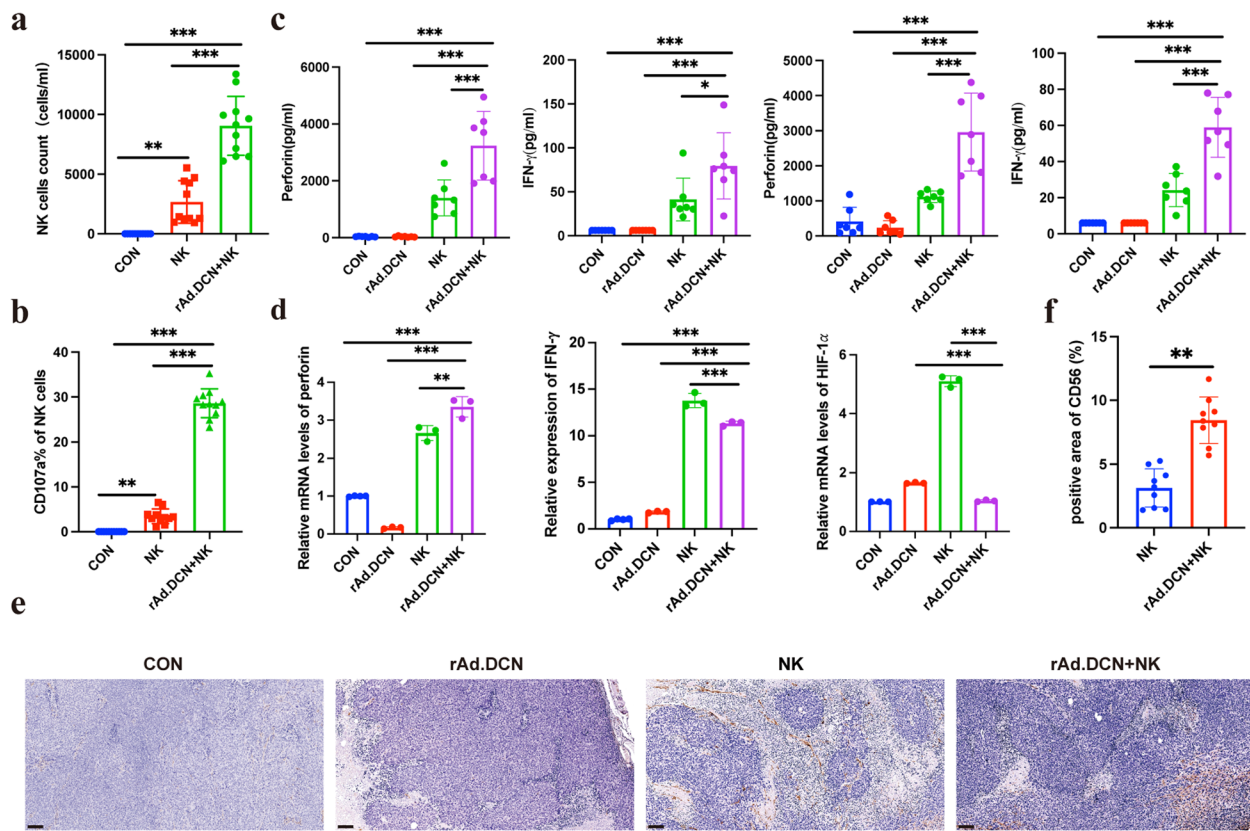 a
NK cells count (cells/ml)
15000
10000
5000
0
***
***
**
CON
NK
rAd.DCN+NK
c
Perforin(pg/ml)
6000
4000
2000
0
***
***
***
CON
rAd.DCN
NK
rAd.DCN+NK
IFN-γ(pg/ml)
200
150
100
50
0
***
***
*
CON
rAd.DCN
NK
rAd.DCN+NK
Perforin(pg/ml)
5000
4000
3000
2000
1000
0
***
***
***
CON
rAd.DCN
NK
rAd.DCN+NK
IFN-γ(pg/ml)
100
80
60
40
20
0
***
***
***
CON
rAd.DCN
NK
rAd.DCN+NK
b
CD107a% of NK cells
40
30
20
10
0
***
***
**
CON
NK
rAd.DCN+NK
d
Relative mRNA levels of perforin
4
3
2
1
0
***
***
**
CON
rAd.DCN
NK
rAd.DCN+NK
Relative expression of IFN-γ
20
15
10
5
0
***
***
***
CON
rAd.DCN
NK
rAd.DCN+NK
Relative mRNA levels of HIF-1α
6
4
2
0
***
***
CON
rAd.DCN
NK
rAd.DCN+NK
f
positive area of CD56 (%)
15
10
5
0
**
NK
rAd.DCN+NK
e
CON
rAd.DCN
NK
rAd.DCN+NK